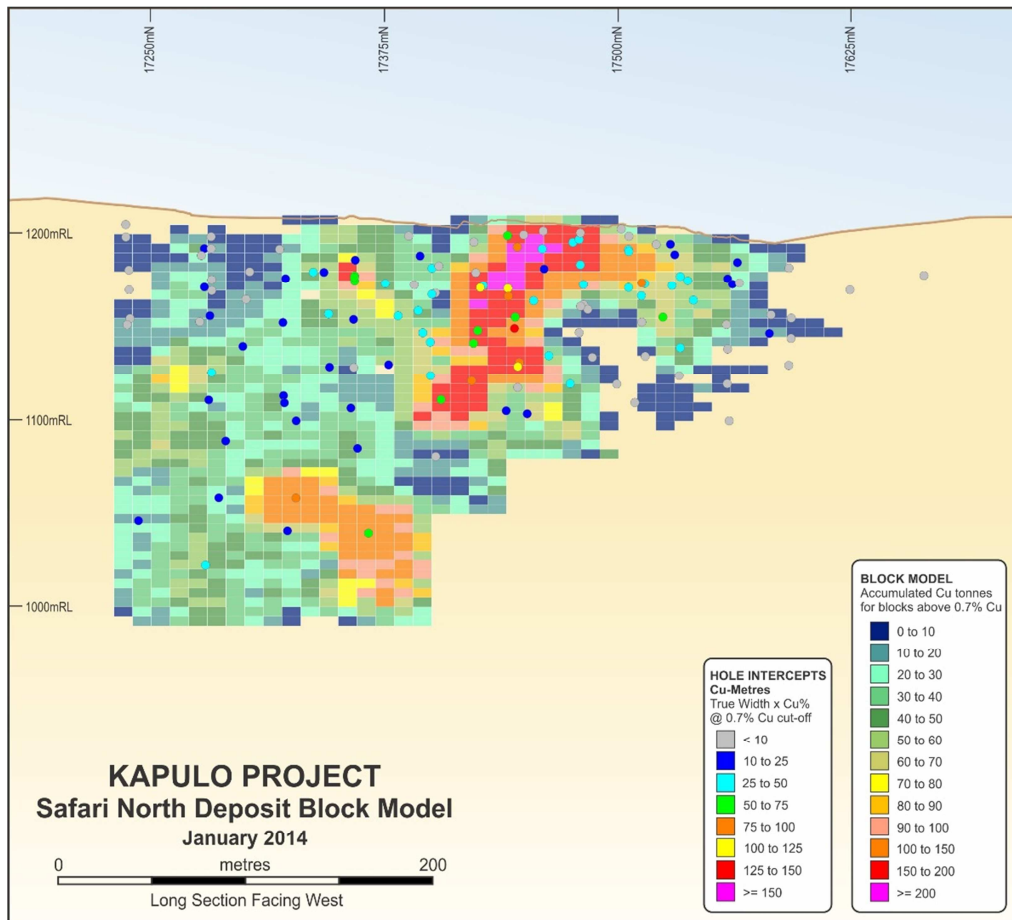 17250mN
17375mN
17500mN
17625mN
1200mRL
1100mRL
1000mRL
KAPULO PROJECT
Safari North Deposit Block Model
January 2014
0 metres 200
Long Section Facing West
HOLE INTERCEPTS
Cu-Metres
True Width x Cu%
@ 0.7% Cu cut-off
< 10
10 to 25
25 to 50
50 to 75
75 to 100
100 to 125
125 to 150
>= 150
BLOCK MODEL
Accumulated Cu tonnes
for blocks above 0.7% Cu
0 to 10
10 to 20
20 to 30
30 to 40
40 to 50
50 to 60
60 to 70
70 to 80
80 to 90
90 to 100
100 to 150
150 to 200
>= 200